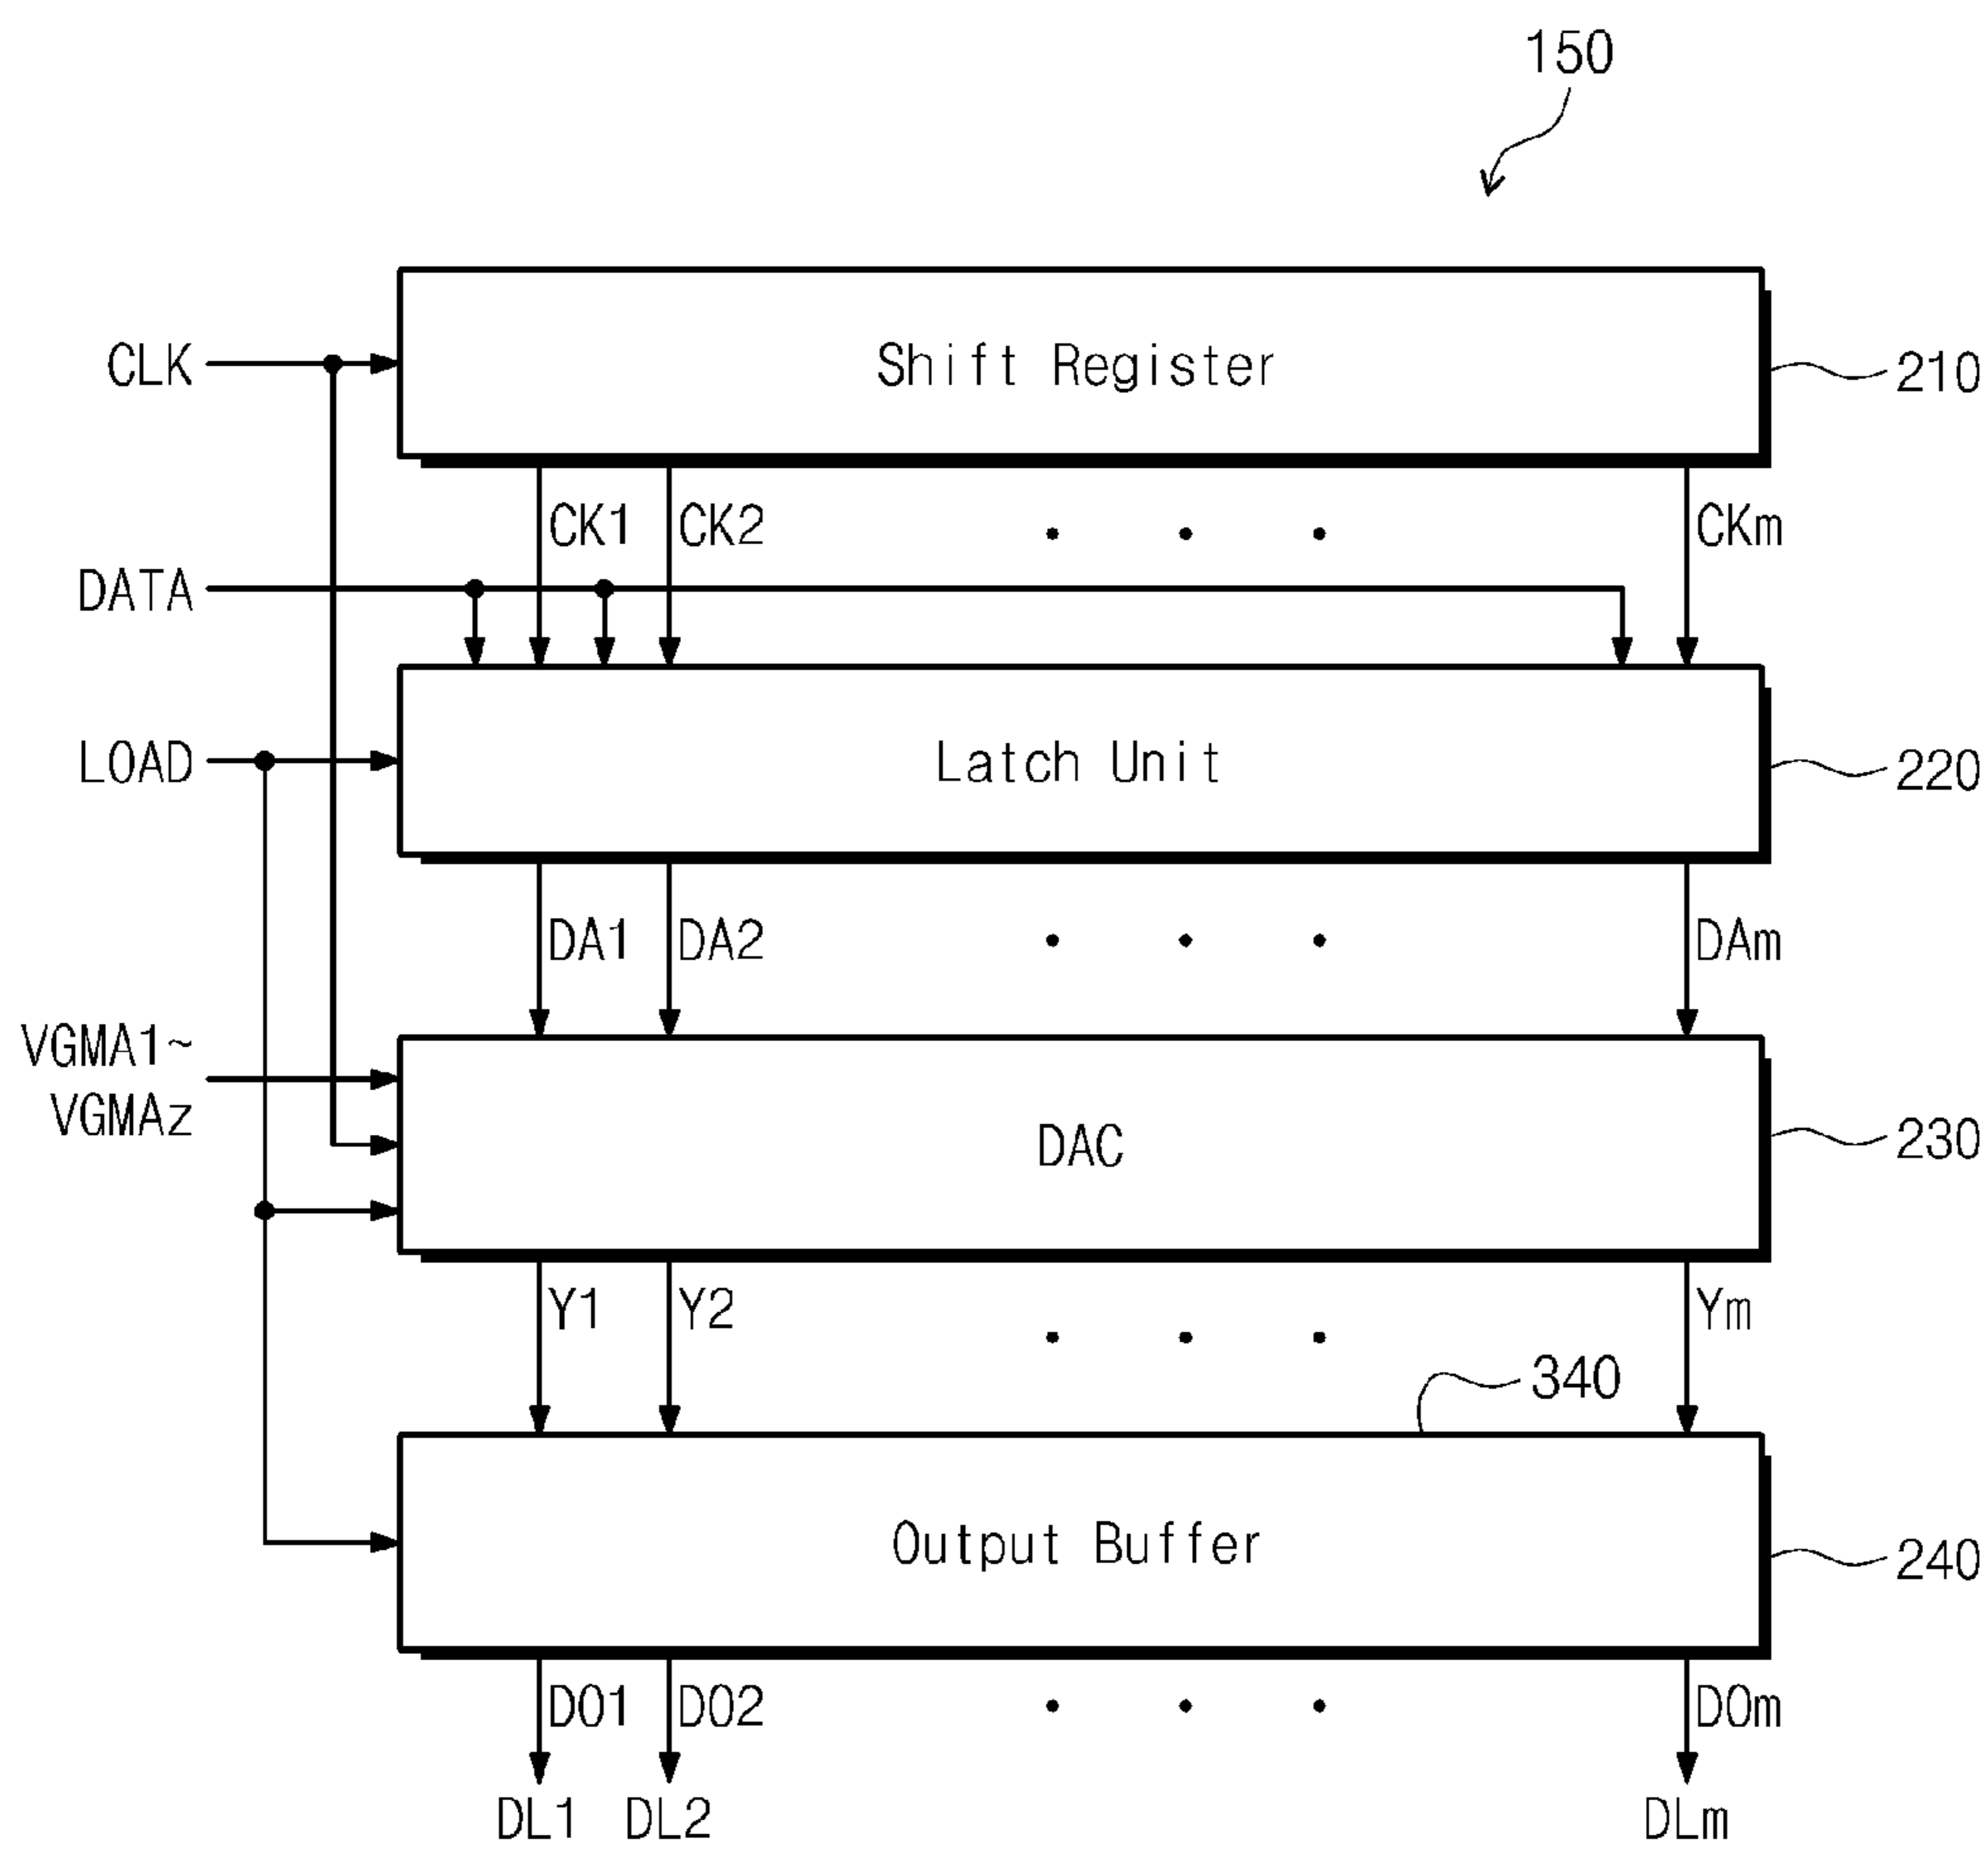 150
CLK
Shift Register
210
CK1
CK2
CKm
DATA
LOAD
Latch Unit
220
DA1
DA2
DAm
VGMA1~
VGMAz
DAC
230
Y1
Y2
Ym
340
Output Buffer
240
DO1
DO2
DOm
DL1
DL2
DLm